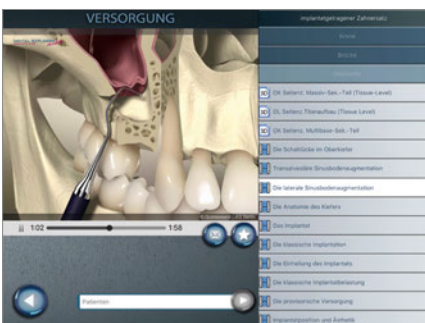 VERSORGUNG
Implantatgetragener Zahnersatz
Krone
Brücke
OK Seitenz. Massiv-Sek.-Teil (Tissue-Level)
OK Seitenz. Titanaufbau (Tissue Level)
OK Seitenz. Multibase-Sek.-Teil
Die Schaltlücke im Oberkiefer
Transalveoläre Sinusbodenaugmentation
Die laterale Sinusbodenaugmentation
Die Anatomie des Kiefers
Das Implantat
Die klassische Implantation
Die Einheilung des Implantats
Die klassische Implantatbelastung
Die provisorische Versorgung
Implantatposition und Ästhetik
1:02
1:58
Patienten